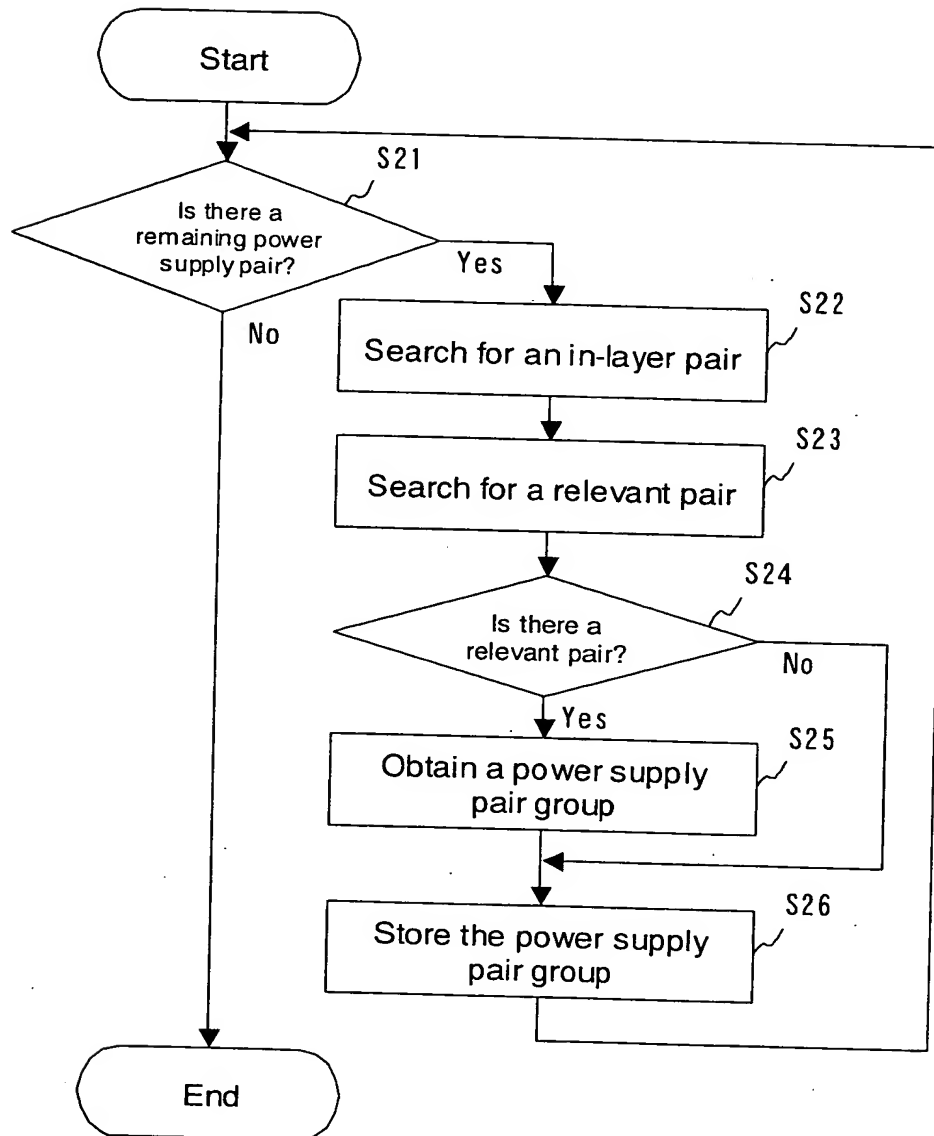 Start
S21
Is there a
remaining power
supply pair?
Yes
No
S22
Search for an in-layer pair
S23
Search for a relevant pair
S24
Is there a
relevant pair?
No
Yes
S25
Obtain a power supply
pair group
S26
Store the power supply
pair group
End